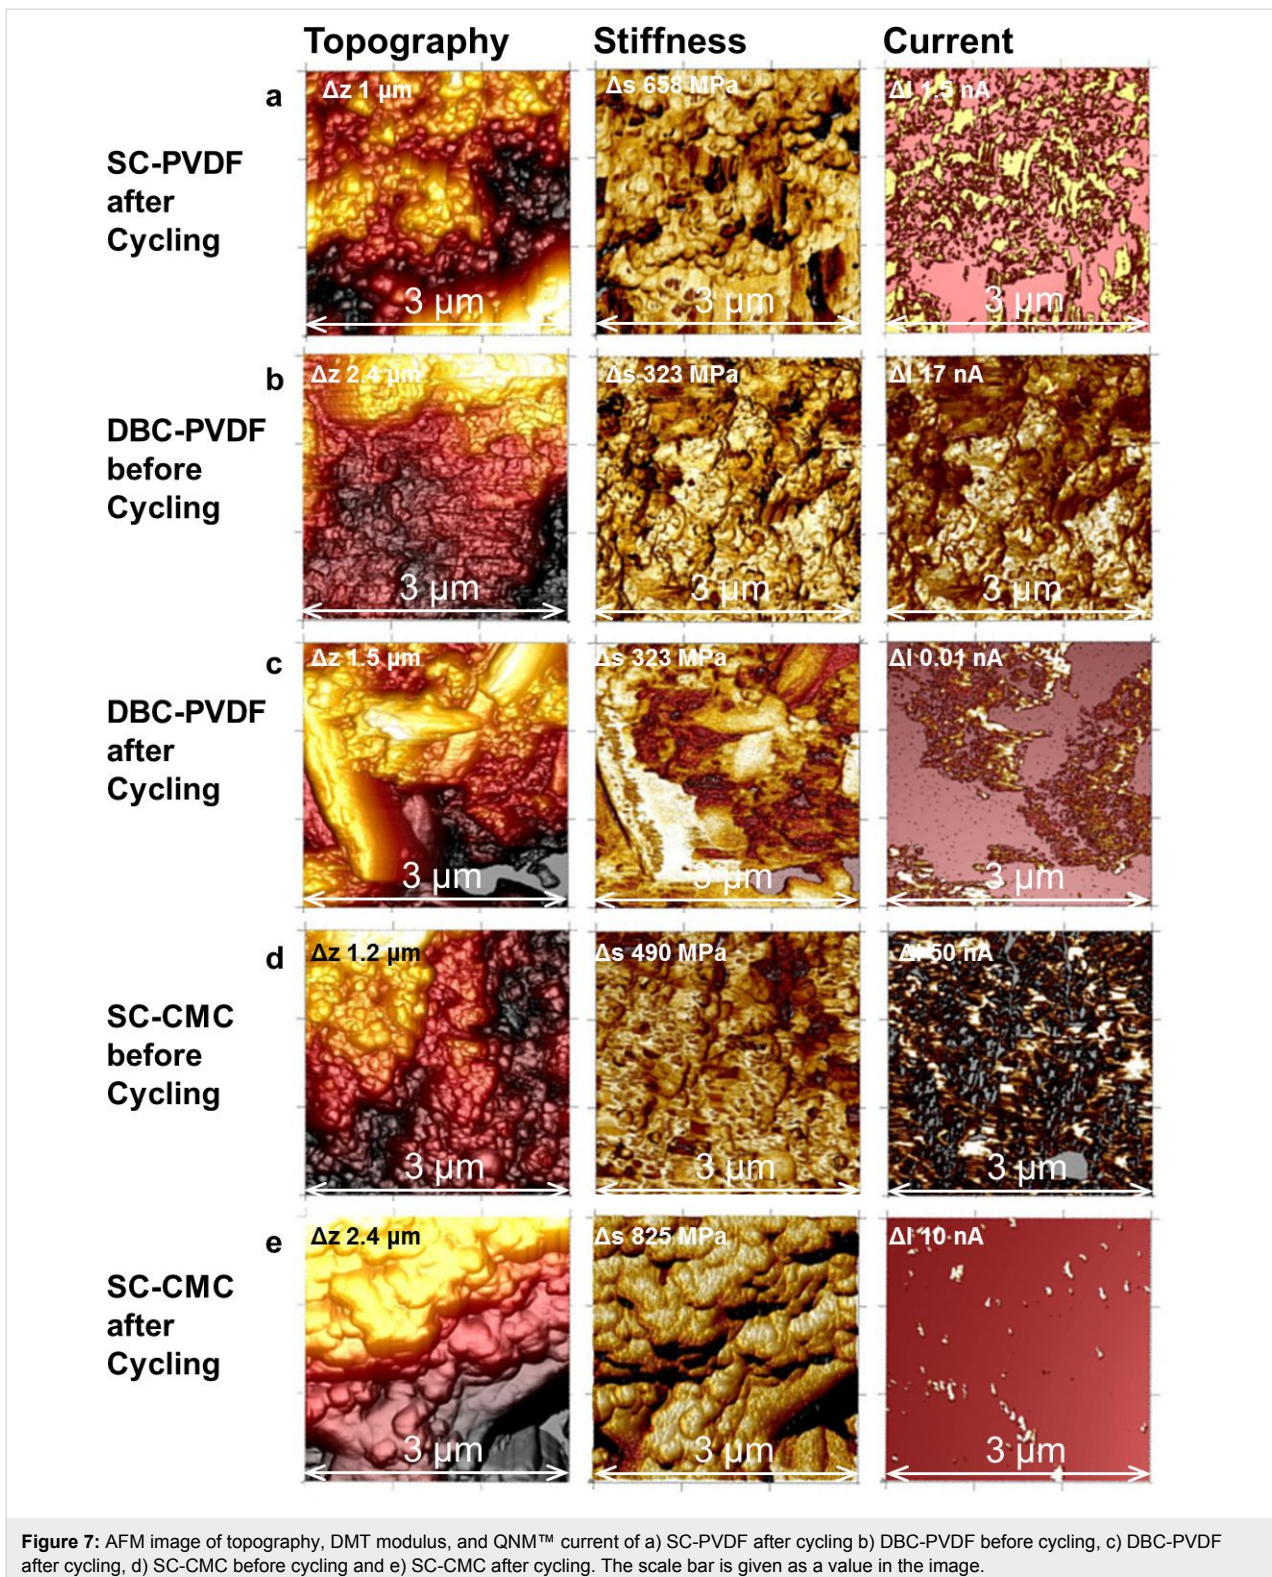 Topography Stiffness Current
a
SC-PVDF
after
Cycling
Δz 1 µm
Δs 658 MPa
ΔI 1.5 nA
3 µm
3 µm
3 µm
b
DBC-PVDF
before
Cycling
Δz 2.4 µm
Δs 323 MPa
ΔI 17 nA
3 µm
3 µm
3 µm
c
DBC-PVDF
after
Cycling
Δz 1.5 µm
Δs 323 MPa
ΔI 0.01 nA
3 µm
3 µm
3 µm
d
SC-CMC
before
Cycling
Δz 1.2 µm
Δs 490 MPa
ΔI 50 nA
3 µm
3 µm
3 µm
e
SC-CMC
after
Cycling
Δz 2.4 µm
Δs 825 MPa
ΔI 10 nA
3 µm
3 µm
3 µm
Figure 7: AFM image of topography, DMT modulus, and QNM™ current of a) SC-PVDF after cycling b) DBC-PVDF before cycling, c) DBC-PVDF
after cycling, d) SC-CMC before cycling and e) SC-CMC after cycling. The scale bar is given as a value in the image.